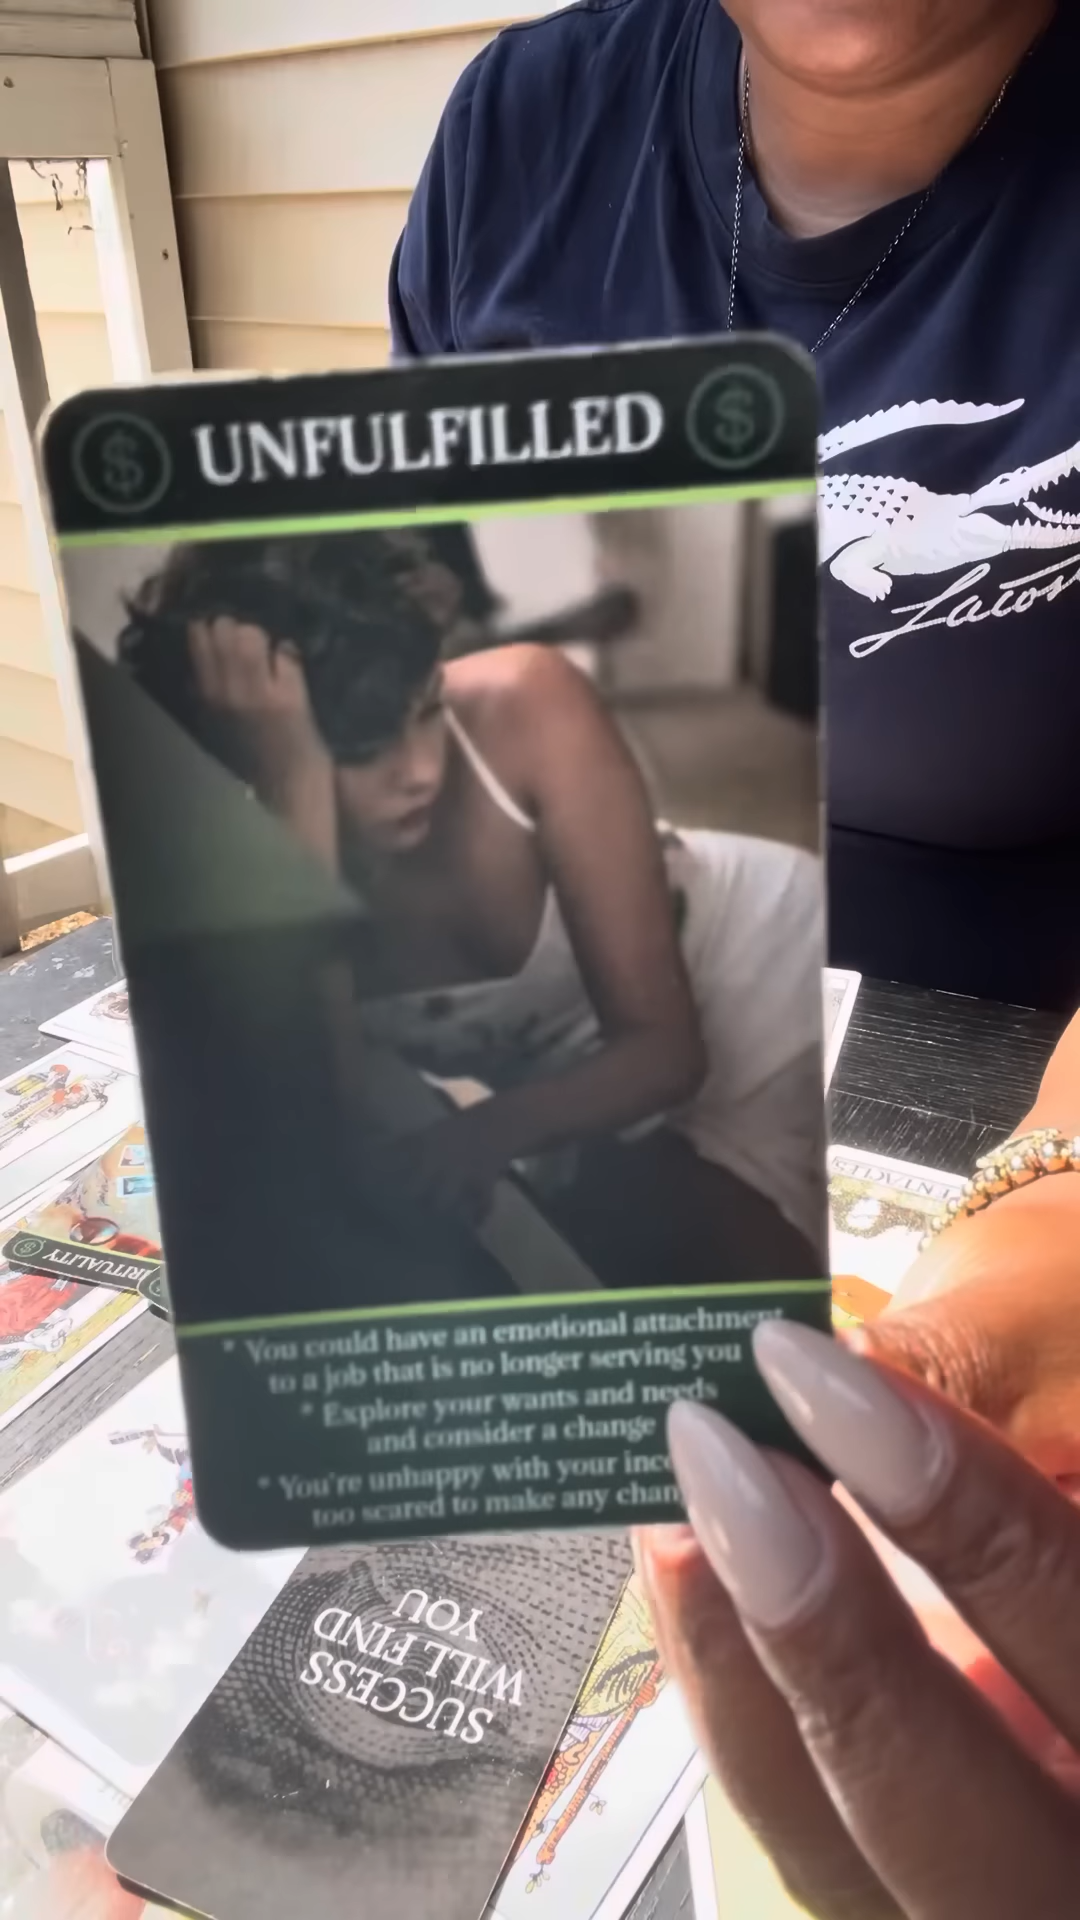 $ UNFULFILLED $
Lacos
* You could have an emotional attachment
to a job that is no longer serving you
* Explore your wants and needs
and consider a change
* You're unhappy with your inco
too scared to make any chan
ENTACLES
RITUALITY
$
SUCCESS
WILL FIND
YOU